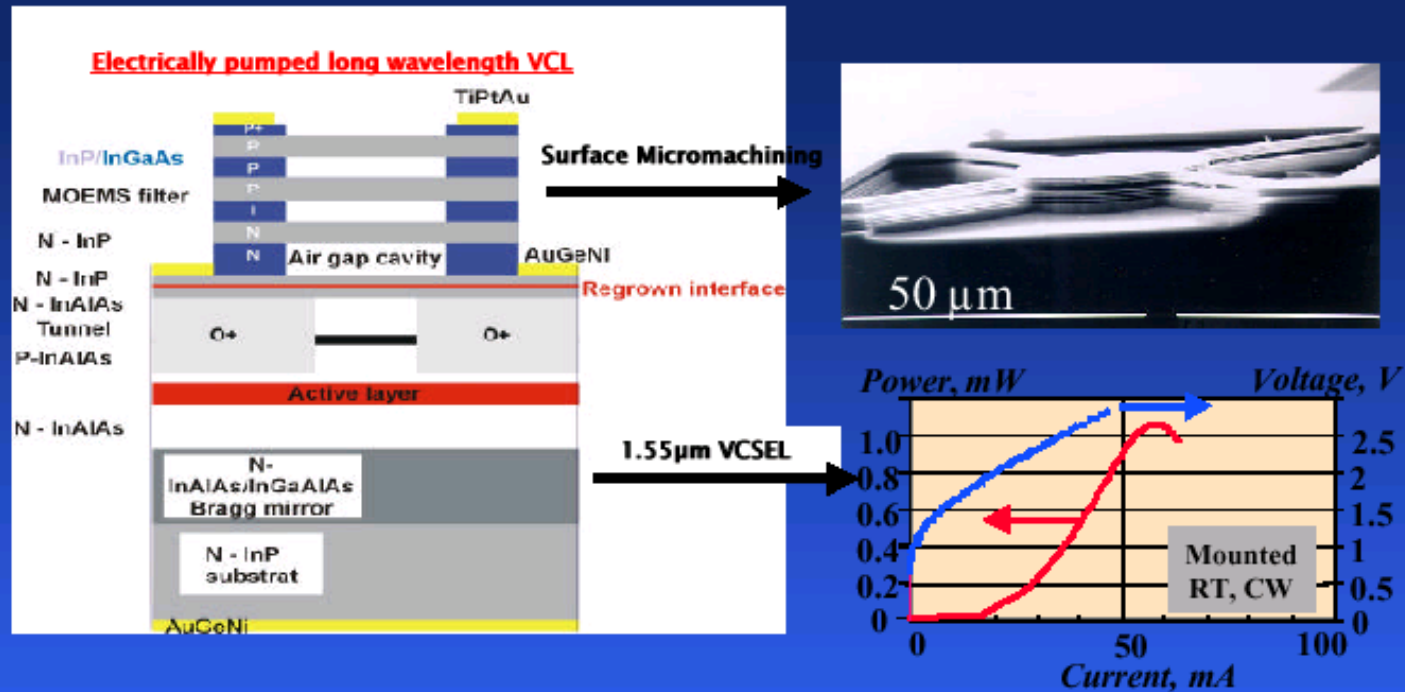 Electrically pumped long wavelength VCL
TiPtAu
P+
P
InP/InGaAs
P
MOEMS filter
P
I
N - InP
N
N
Air gap cavity
AuGeNi
N - InP
Regrown interface
N - InAlAs
Tunnel
O+
O+
P-InAlAs
Active layer
N - InAlAs
N-
InAlAs/InGaAlAs
Bragg mirror
N - InP
substrat
AuGeNi
Surface Micromachining
50 µm
1.55µm VCSEL
Power, mW
Voltage, V
1.0
0.8
0.6
0.4
0.2
0
2.5
2
1.5
1
0.5
0
Mounted
RT, CW
0
50
100
Current, mA